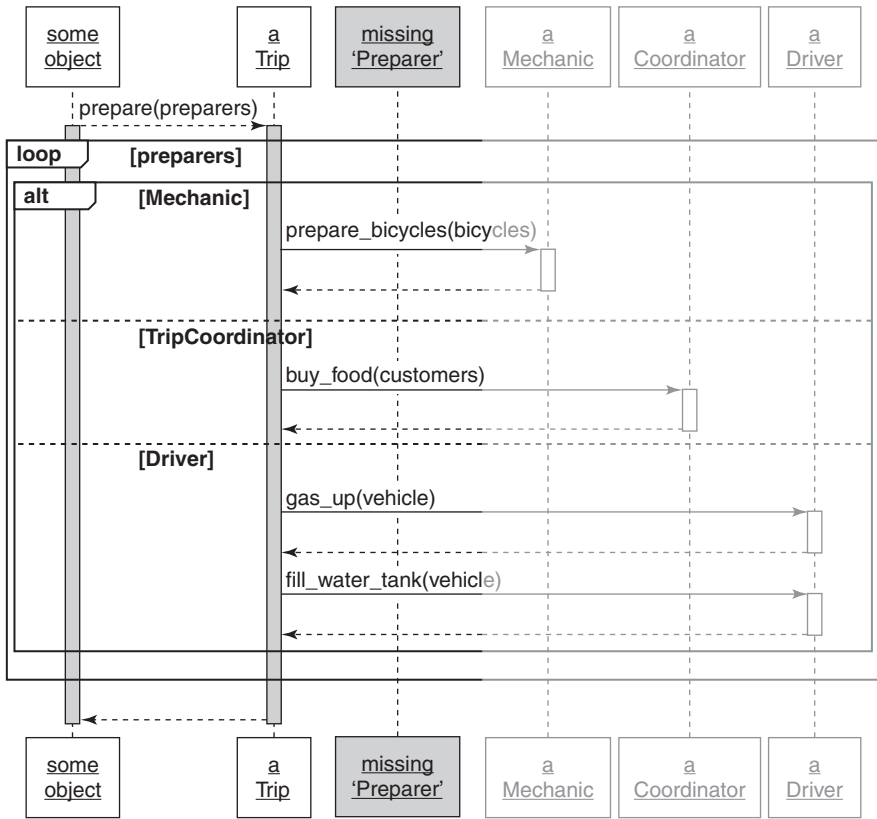 some
object
a
Trip
missing
‘Preparer’
a
Mechanic
a
Coordinator
a
Driver
prepare(preparers)
loop
[preparers]
alt
[Mechanic]
prepare_bicycles(bicycles)
[TripCoordinator]
buy_food(customers)
[Driver]
gas_up(vehicle)
fill_water_tank(vehicle)
some
object
a
Trip
missing
‘Preparer’
a
Mechanic
a
Coordinator
a
Driver